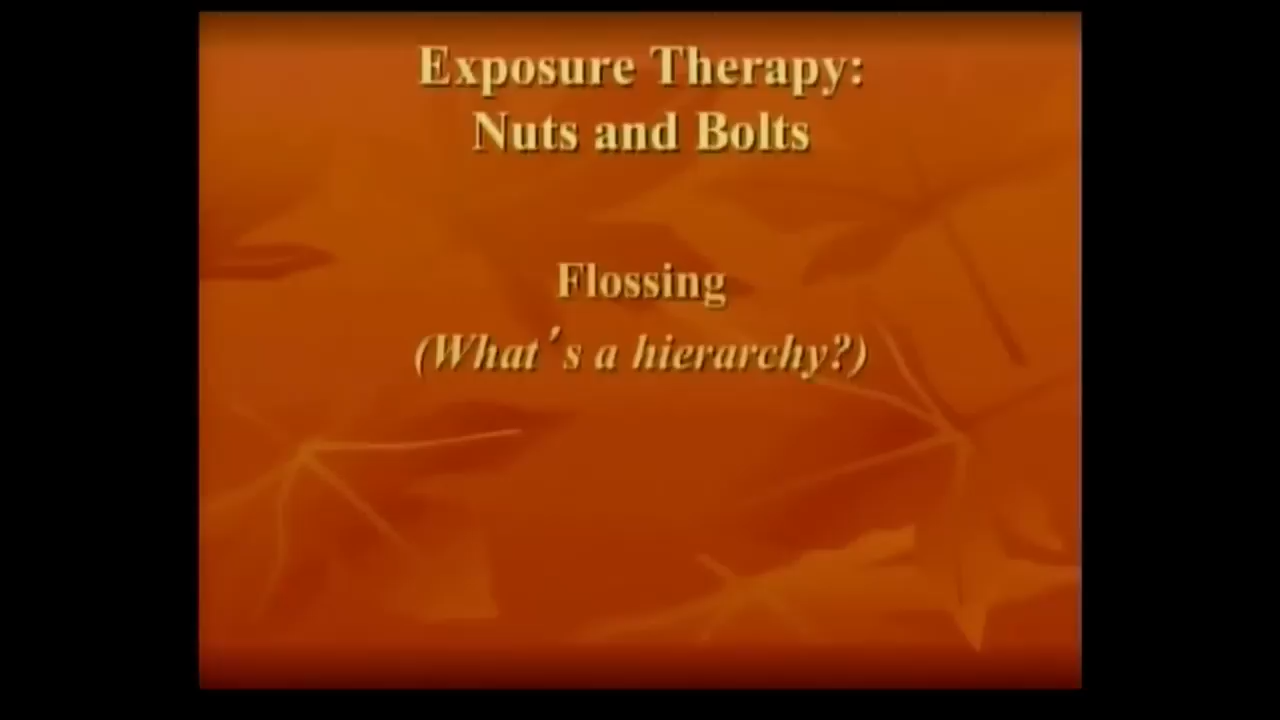 Exposure Therapy:
Nuts and Bolts
Flossing
(What's a hierarchy?)